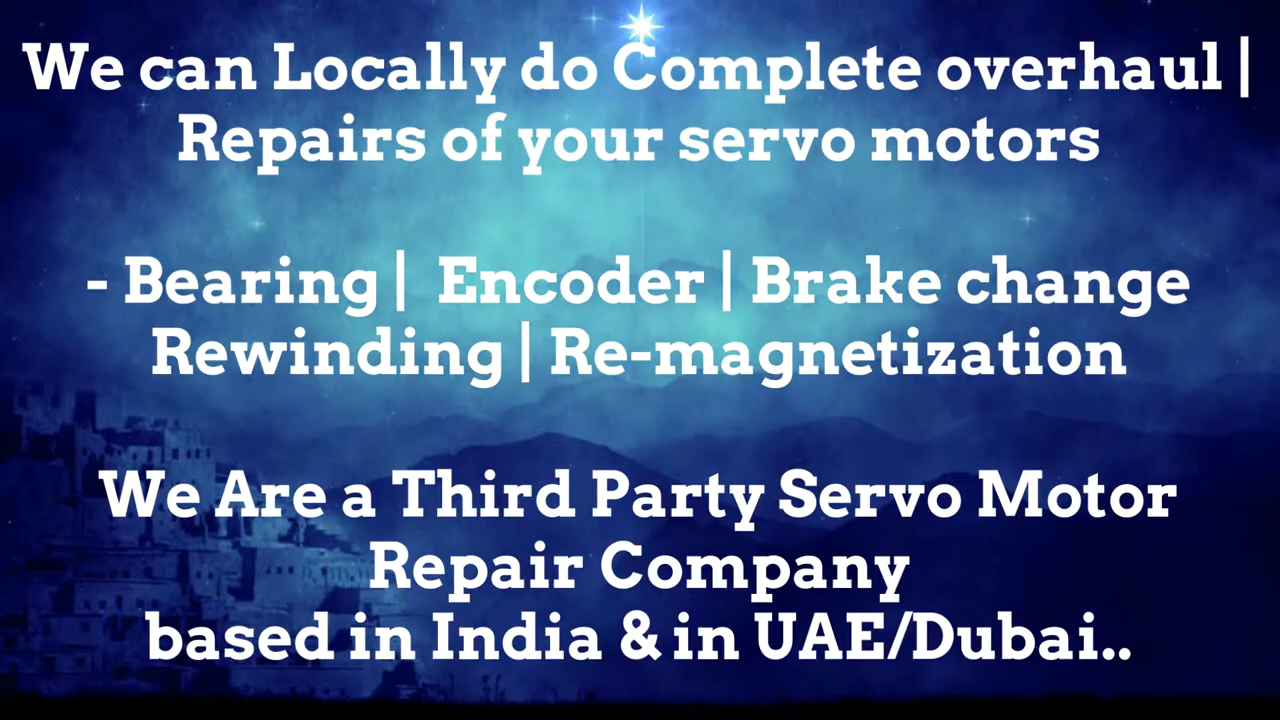 We can Locally do Complete overhaul |
Repairs of your servo motors
- Bearing | Encoder | Brake change
Rewinding | Re-magnetization
We Are a Third Party Servo Motor
Repair Company
based in India & in UAE/Dubai..